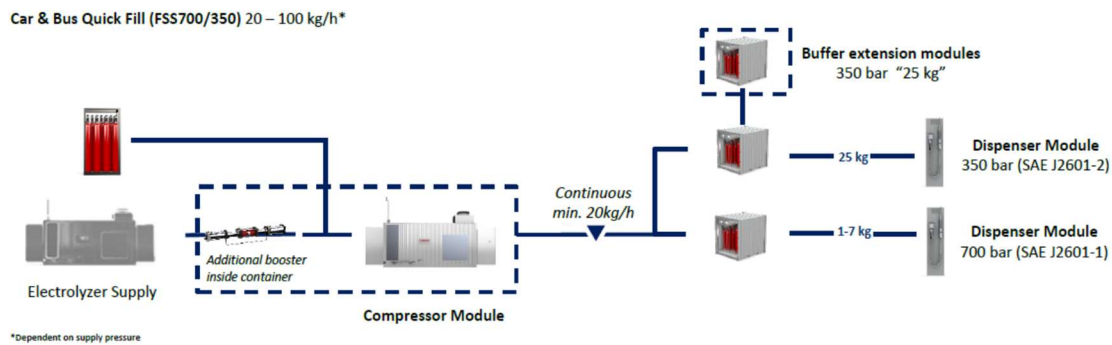 Car & Bus Quick Fill (FSS700/350) 20 – 100 kg/h*
Buffer extension modules
350 bar “25 kg”
25 kg
Dispenser Module
350 bar (SAE J2601-2)
Continuous
min. 20kg/h
1-7 kg
Dispenser Module
700 bar (SAE J2601-1)
Additional booster
inside container
Electrolyzer Supply
Compressor Module
*Dependent on supply pressure